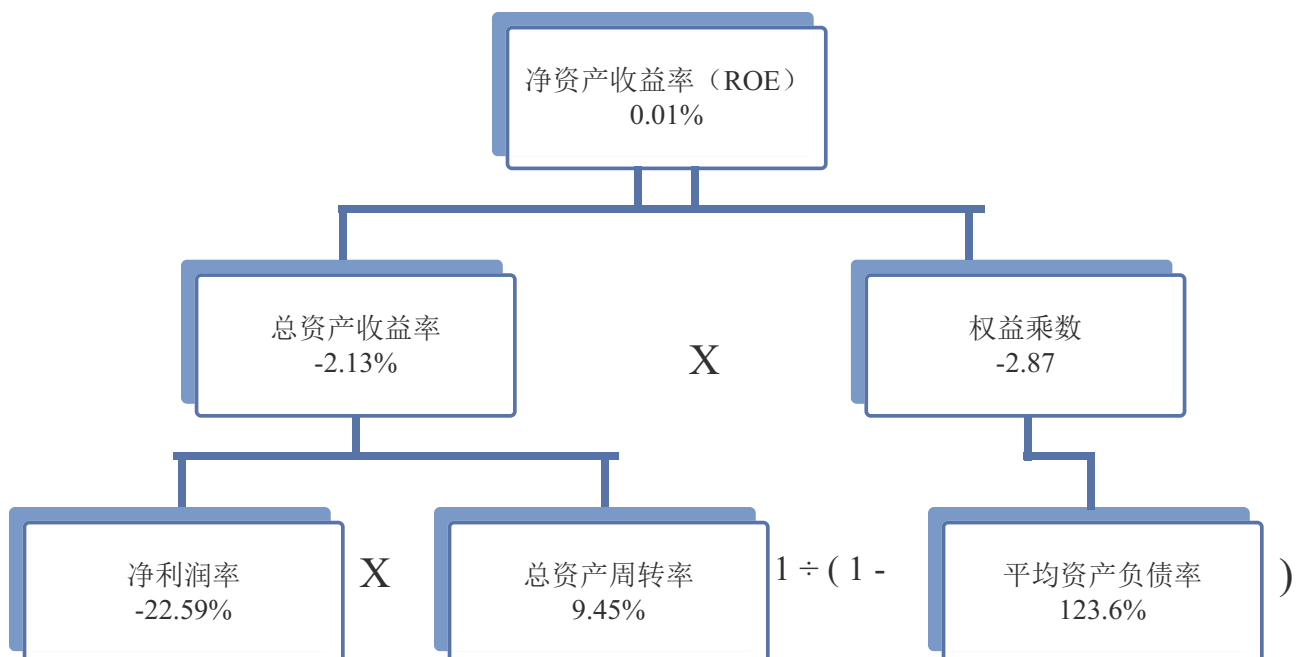 净资产收益率（ROE）
0.01%
总资产收益率
-2.13%
X
权益乘数
-2.87
净利润率
-22.59%
X
总资产周转率
9.45%
1 ÷ ( 1 -
平均资产负债率
123.6%
)